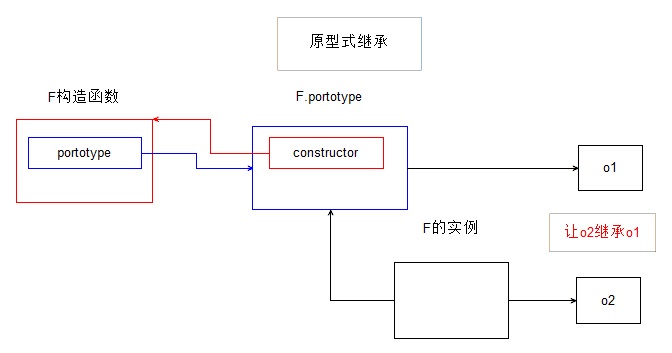 原型式继承
F构造函数
F.portotype
portotype
constructor
o1
F的实例
让o2继承o1
o2